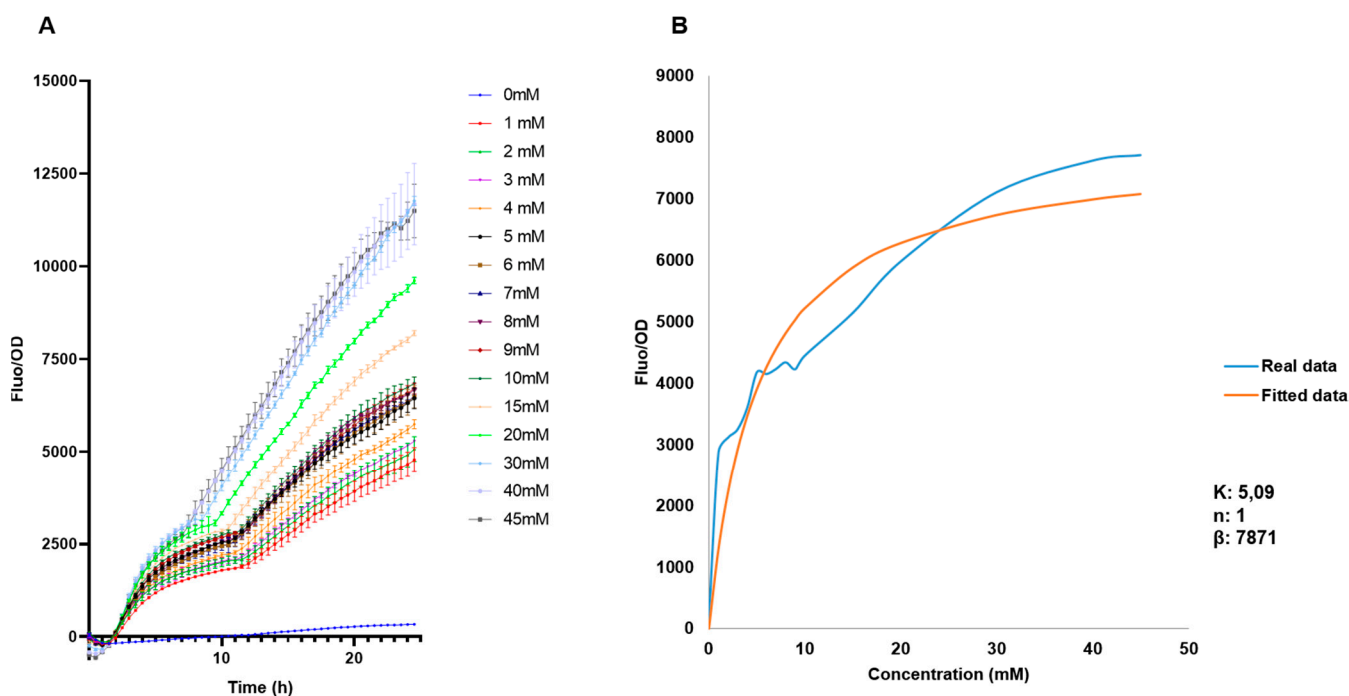 A
15000
12500
10000
7500
5000
2500
0
Fluo/OD
10
20
Time (h)
0mM
1 mM
2 mM
3 mM
4 mM
5 mM
6 mM
7mM
8mM
9mM
10mM
15mM
20mM
30mM
40mM
45mM
B
9000
8000
7000
6000
5000
4000
3000
2000
1000
0
Fluo/OD
0
10
20
30
40
50
Concentration (mM)
Real data
Fitted data
K: 5,09
n: 1
β: 7871